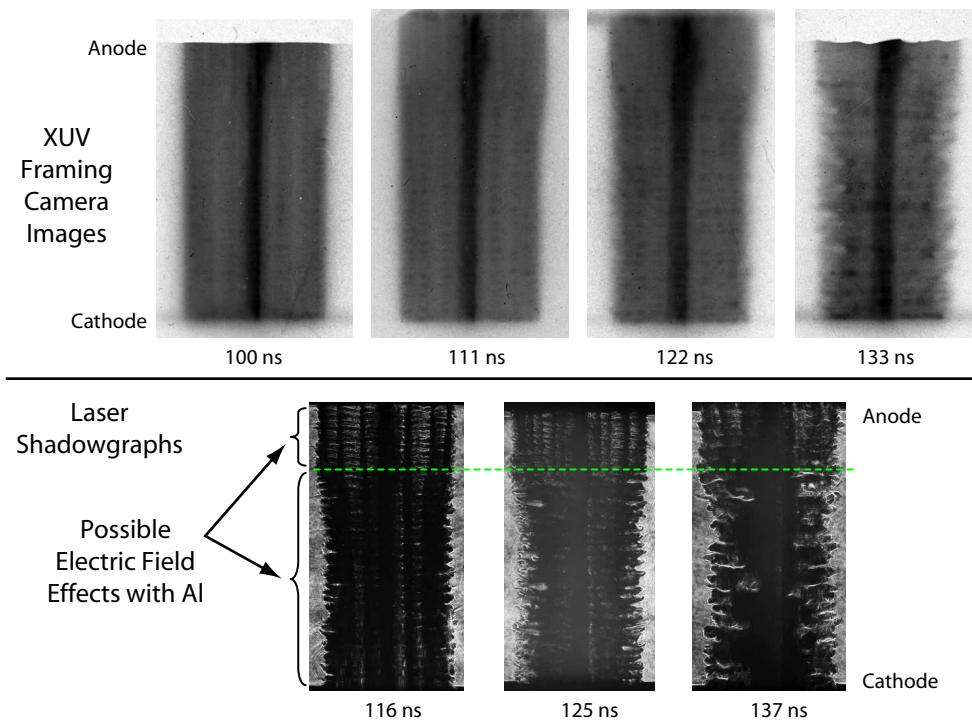 Anode
XUV
Framing
Camera
Images
Cathode
100 ns
111 ns
122 ns
133 ns
Laser
Shadowgraphs
Possible
Electric Field
Effects with Al
Anode
Cathode
116 ns
125 ns
137 ns